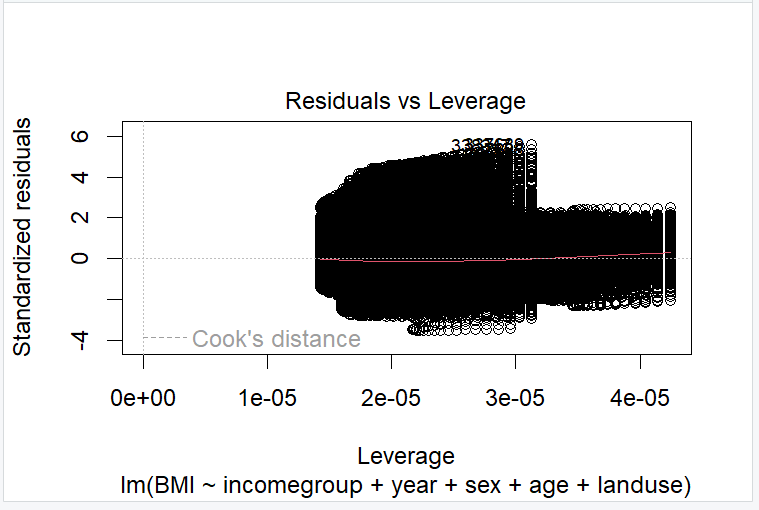 Residuals vs Leverage
Standardized residuals
6
4
2
0
-4
Cook's distance
0e+00 1e-05 2e-05 3e-05 4e-05
Leverage
lm(BMI ~ incomegroup + year + sex + age + landuse)